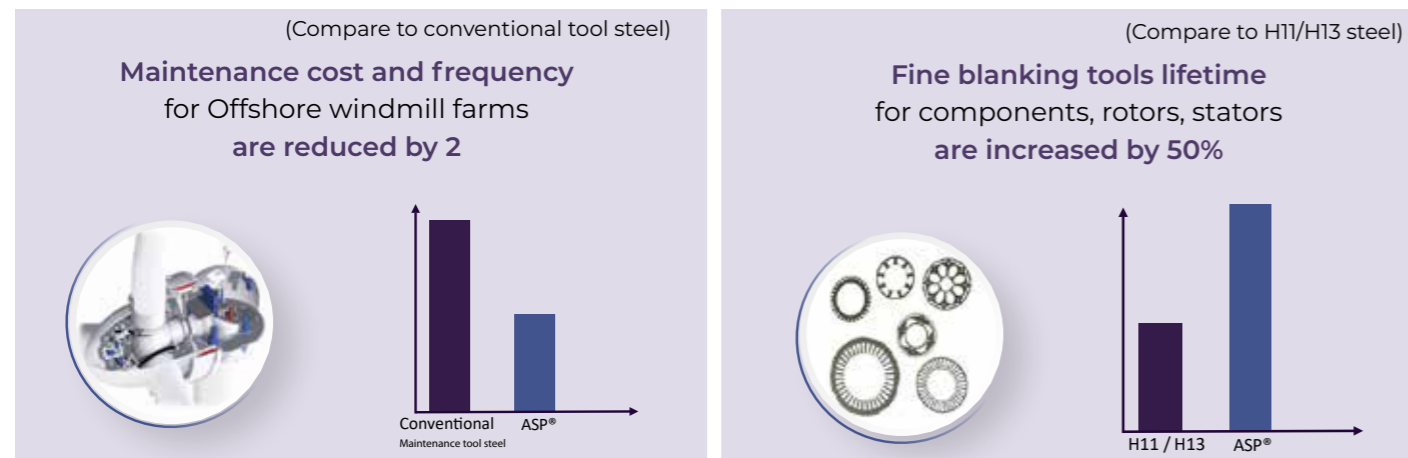 (Compare to conventional tool steel)
Maintenance cost and frequency
for Offshore windmill farms
are reduced by 2
Conventional
ASP®
Maintenance tool steel
(Compare to H11/H13 steel)
Fine blanking tools lifetime
for components, rotors, stators
are increased by 50%
H11 / H13
ASP®